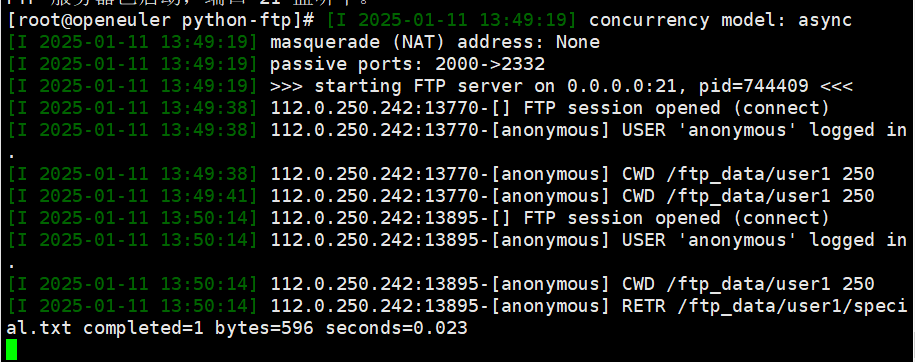 服务器已启动，端口 21 监听中。
[root@openeuler python-ftp]# [I 2025-01-11 13:49:19] concurrency model: async
[I 2025-01-11 13:49:19] masquerade (NAT) address: None
[I 2025-01-11 13:49:19] passive ports: 2000->2332
[I 2025-01-11 13:49:19] >>> starting FTP server on 0.0.0.0:21, pid=744409 <<<
[I 2025-01-11 13:49:38] 112.0.250.242:13770-[] FTP session opened (connect)
[I 2025-01-11 13:49:38] 112.0.250.242:13770-[anonymous] USER 'anonymous' logged in
.
[I 2025-01-11 13:49:38] 112.0.250.242:13770-[anonymous] CWD /ftp_data/user1 250
[I 2025-01-11 13:49:41] 112.0.250.242:13770-[anonymous] CWD /ftp_data/user1 250
[I 2025-01-11 13:50:14] 112.0.250.242:13895-[] FTP session opened (connect)
[I 2025-01-11 13:50:14] 112.0.250.242:13895-[anonymous] USER 'anonymous' logged in
.
[I 2025-01-11 13:50:14] 112.0.250.242:13895-[anonymous] CWD /ftp_data/user1 250
[I 2025-01-11 13:50:14] 112.0.250.242:13895-[anonymous] RETR /ftp_data/user1/speci
al.txt completed=1 bytes=596 seconds=0.023